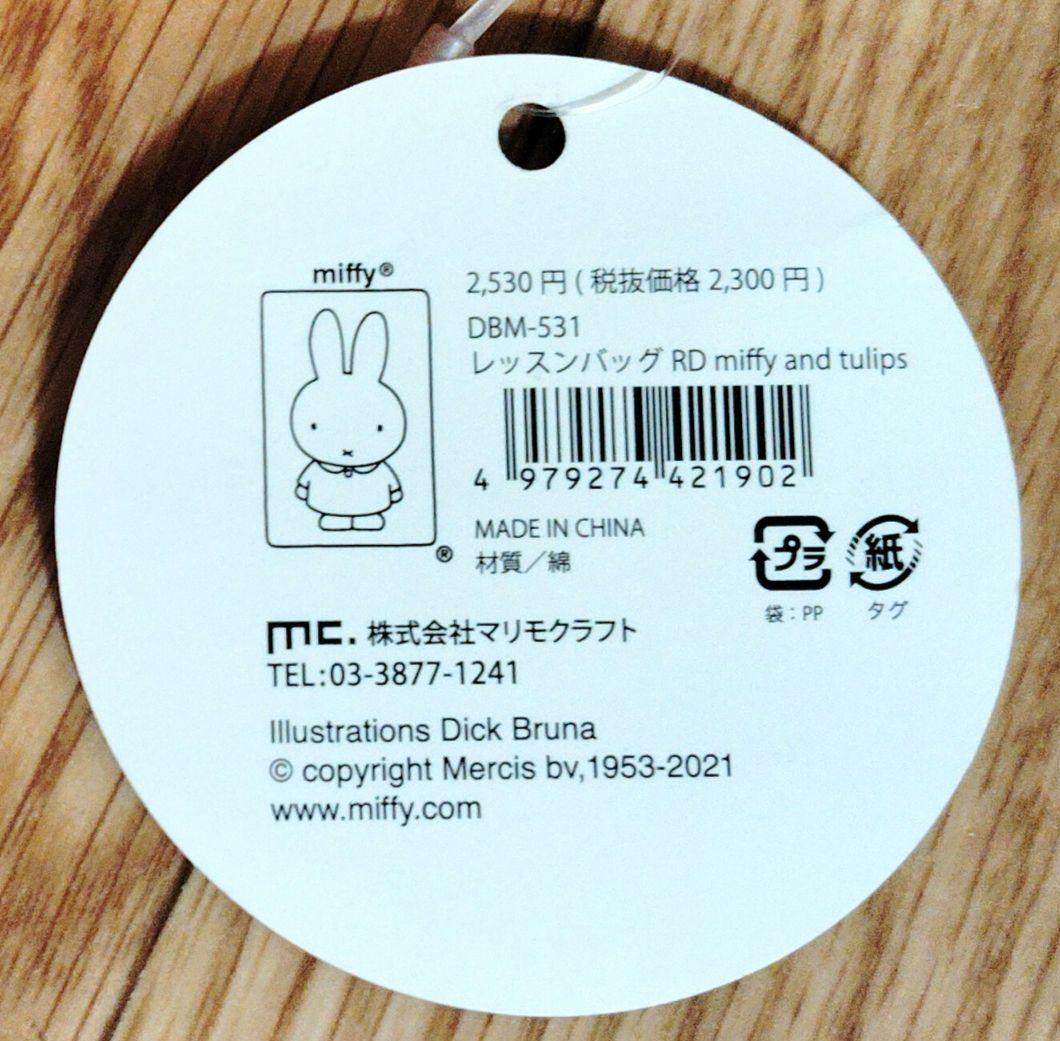 miffy®
®
2,530 円 ( 税抜価格 2,300 円 )
DBM-531
レッスンバッグ RD miffy and tulips
4 979274 421902
MADE IN CHINA
材質／綿
プラ
紙
袋：PP
タグ
mc. 株式会社マリモクラフト
TEL:03-3877-1241
Illustrations Dick Bruna
© copyright Mercis bv,1953-2021
www.miffy.com